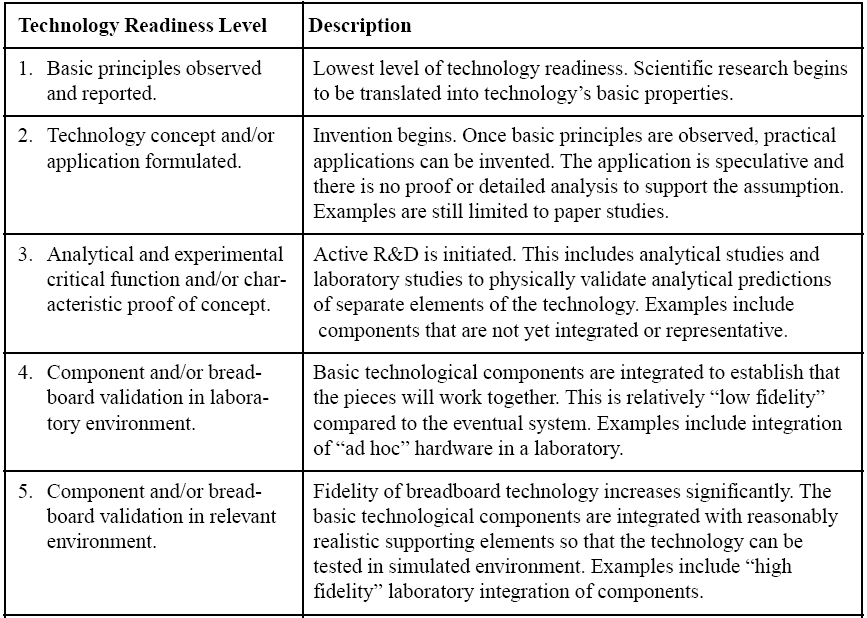 Technology Readiness Level Description
1. Basic principles observed
and reported.
Lowest level of technology readiness. Scientific research begins
to be translated into technology's basic properties.
2. Technology concept and/or
application formulated.
Invention begins. Once basic principles are observed, practical
applications can be invented. The application is speculative and
there is no proof or detailed analysis to support the assumption.
Examples are still limited to paper studies.
3. Analytical and experimental
critical function and/or char-
acteristic proof of concept.
Active R&D is initiated. This includes analytical studies and
laboratory studies to physically validate analytical predictions
of separate elements of the technology. Examples include
components that are not yet integrated or representative.
4. Component and/or bread-
board validation in labora-
tory environment.
Basic technological components are integrated to establish that
the pieces will work together. This is relatively “low fidelity”
compared to the eventual system. Examples include integration
of “ad hoc” hardware in a laboratory.
5. Component and/or bread-
board validation in relevant
environment.
Fidelity of breadboard technology increases significantly. The
basic technological components are integrated with reasonably
realistic supporting elements so that the technology can be
tested in simulated environment. Examples include “high
fidelity” laboratory integration of components.